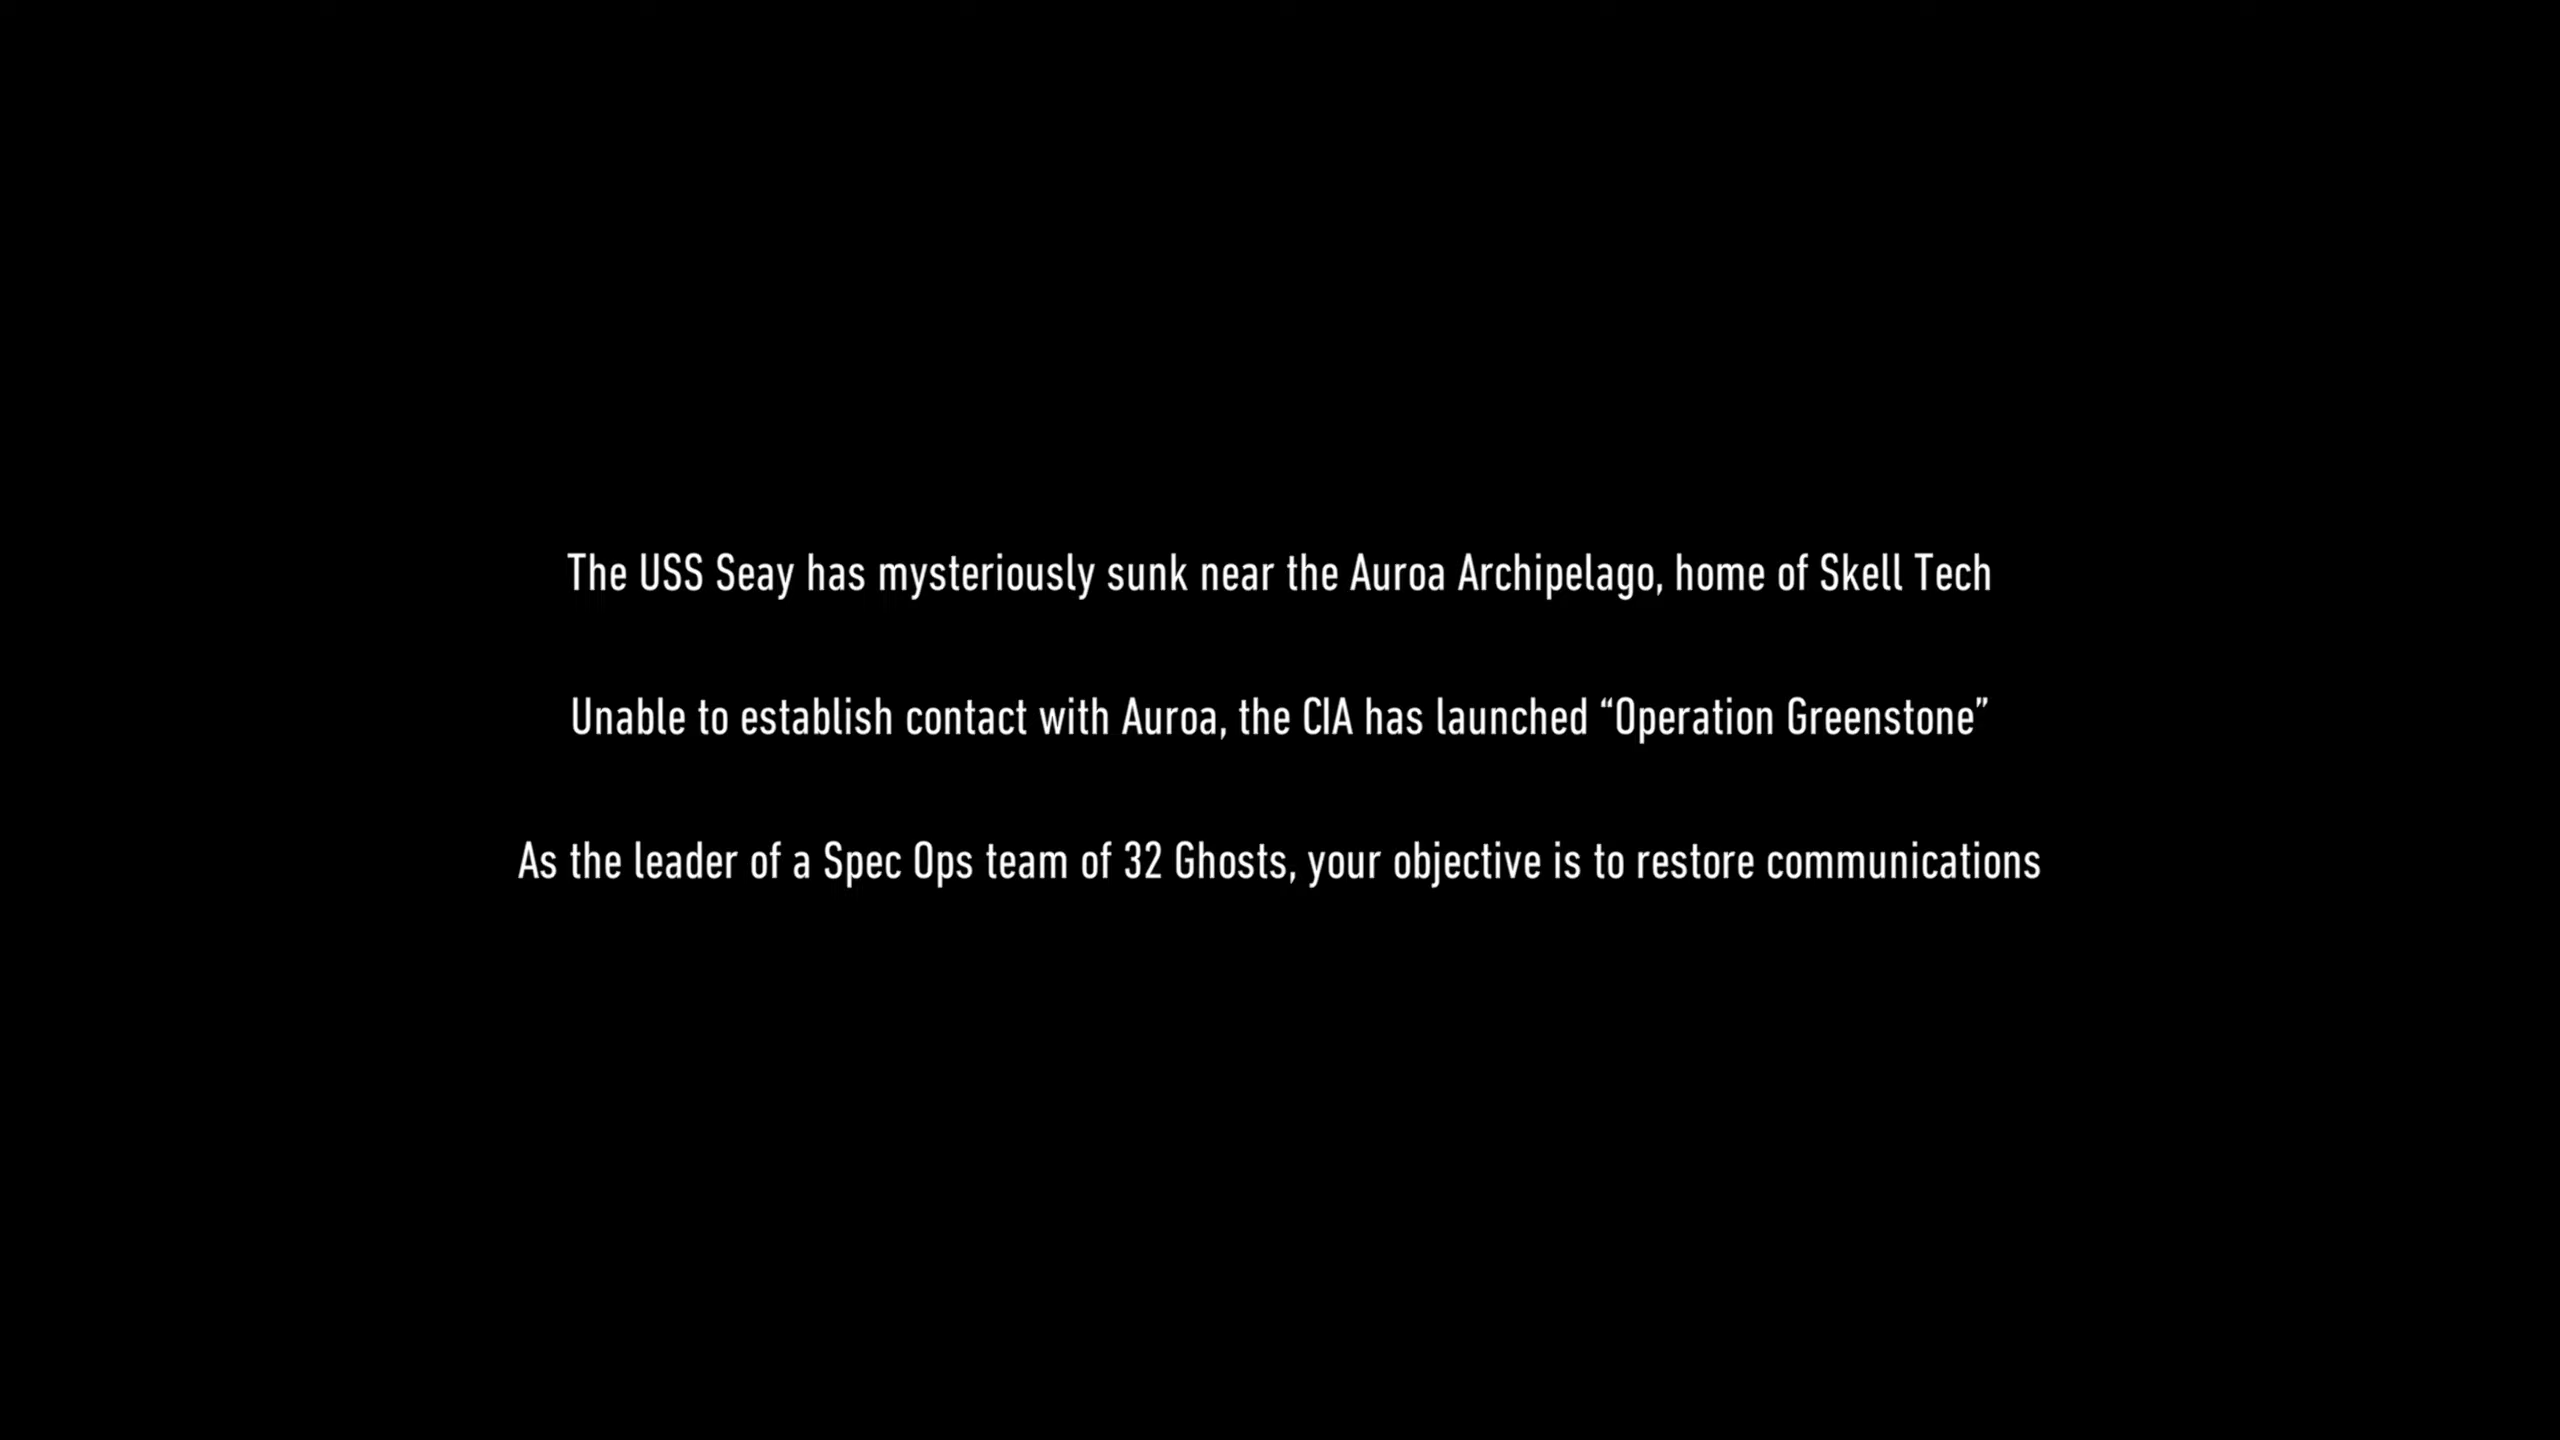 The USS Seay has mysteriously sunk near the Auroa Archipelago, home of Skell Tech
Unable to establish contact with Auroa, the CIA has launched “Operation Greenstone”
As the leader of a Spec Ops team of 32 Ghosts, your objective is to restore communications